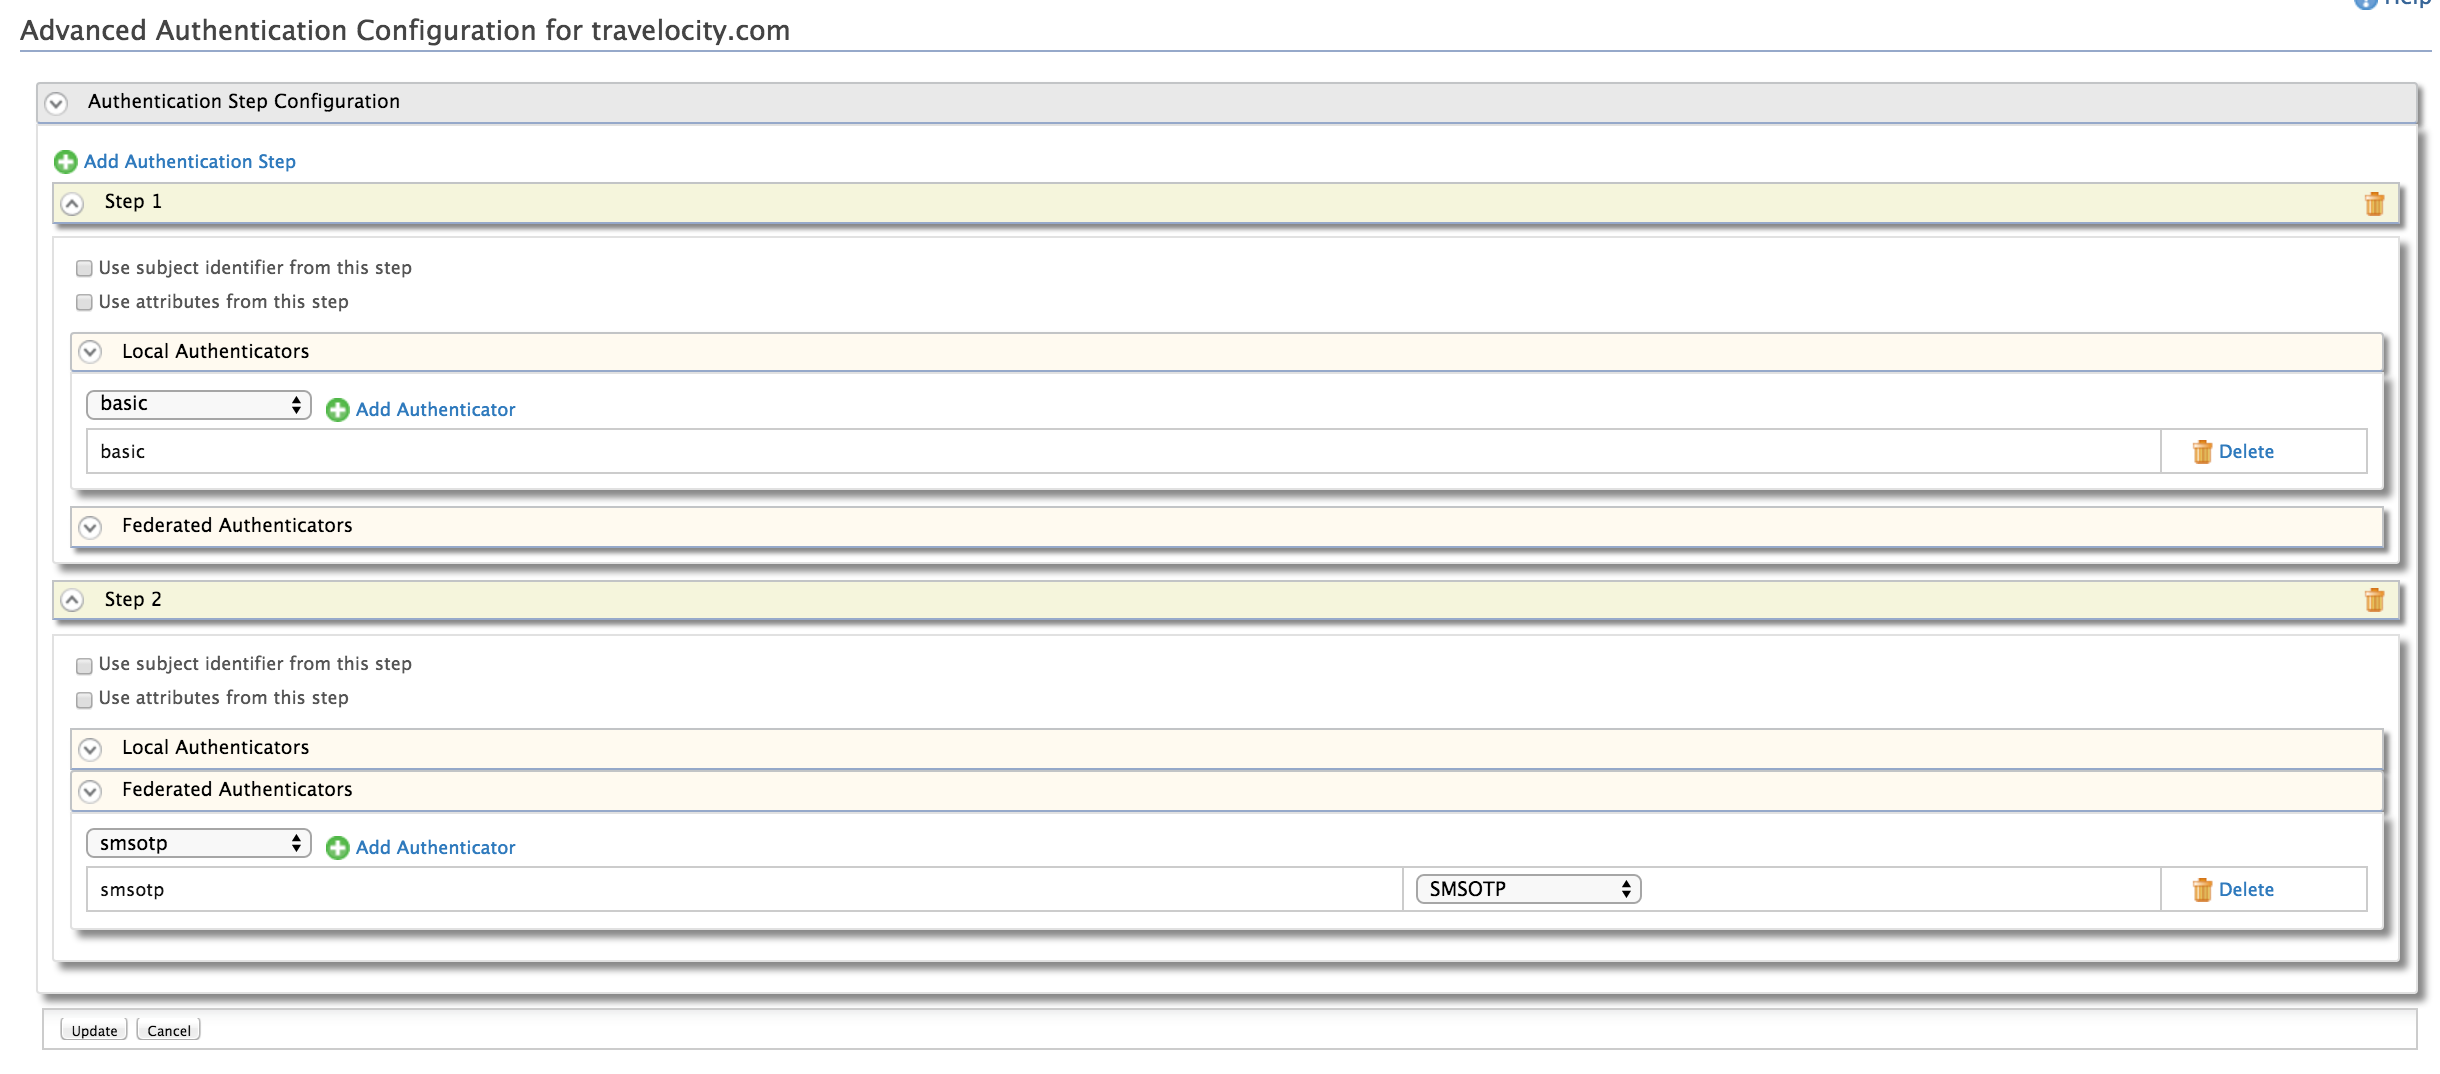 Help
Advanced Authentication Configuration for travelocity.com
Authentication Step Configuration
Add Authentication Step
Step 1
Use subject identifier from this step
Use attributes from this step
Local Authenticators
basic Add Authenticator
basic Delete
Federated Authenticators
Step 2
Use subject identifier from this step
Use attributes from this step
Local Authenticators
Federated Authenticators
smsotp Add Authenticator
smsotp SMSOTP Delete
Update Cancel